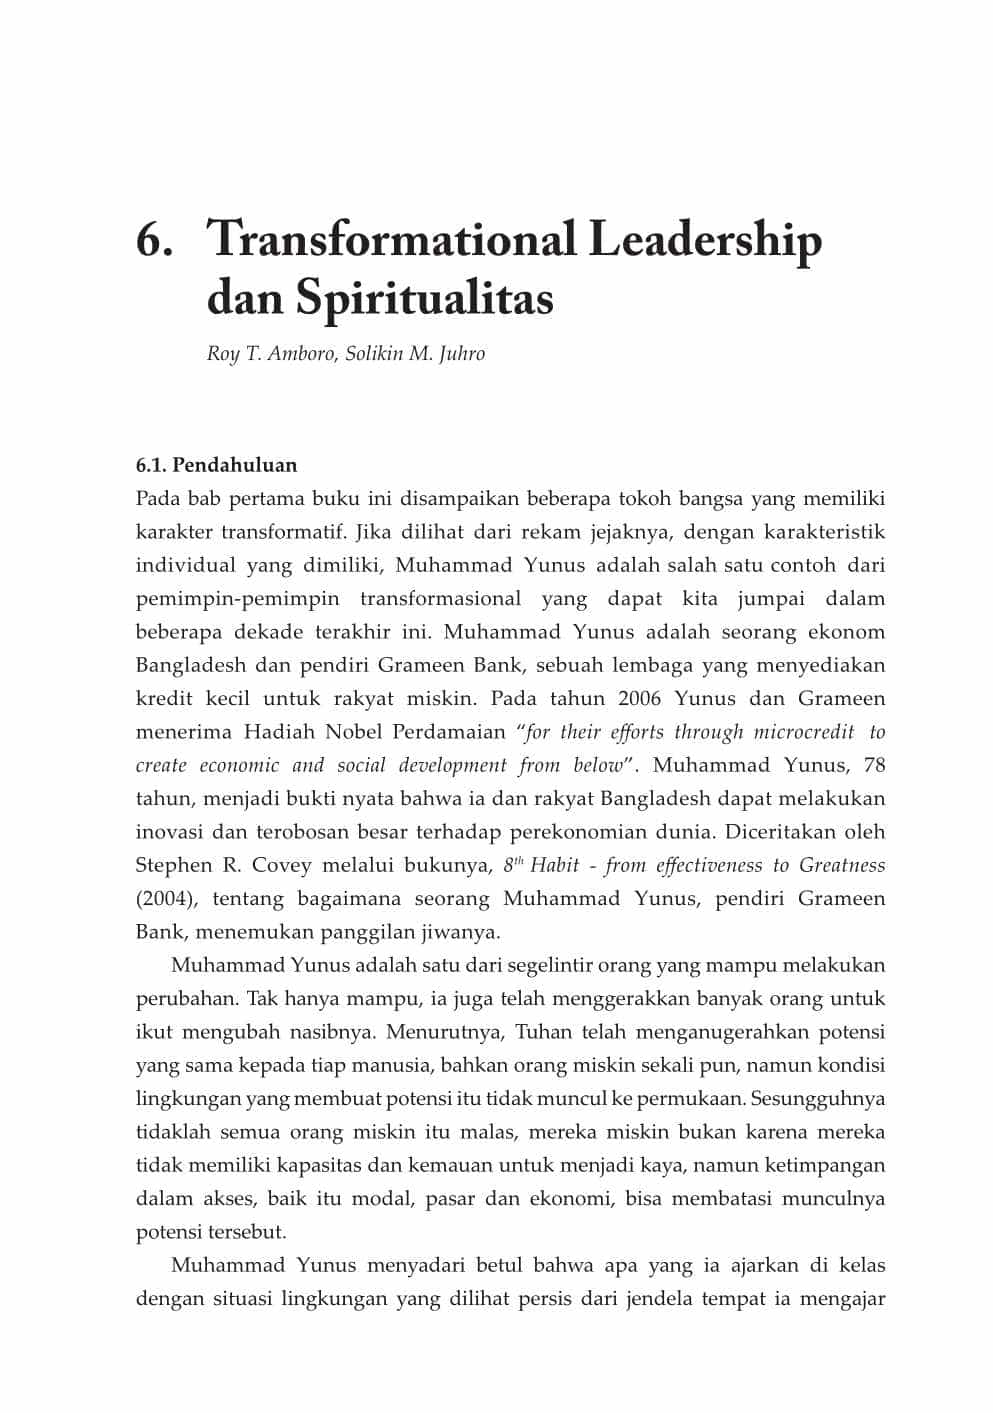 6. Transformational Leadership
dan Spiritualitas
Roy T. Amboro, Solikin M. Juhro
6.1. Pendahuluan
Pada bab pertama buku ini disampaikan beberapa tokoh bangsa yang memiliki
karakter transformatif. Jika dilihat dari rekam jejaknya, dengan karakteristik
individual yang dimiliki, Muhammad Yunus adalah salah satu contoh dari
pemimpin-pemimpin transformasional yang dapat kita jumpai dalam
beberapa dekade terakhir ini. Muhammad Yunus adalah seorang ekonom
Bangladesh dan pendiri Grameen Bank, sebuah lembaga yang menyediakan
kredit kecil untuk rakyat miskin. Pada tahun 2006 Yunus dan Grameen
menerima Hadiah Nobel Perdamaian “for their efforts through microcredit to
create economic and social development from below”. Muhammad Yunus, 78
tahun, menjadi bukti nyata bahwa ia dan rakyat Bangladesh dapat melakukan
inovasi dan terobosan besar terhadap perekonomian dunia. Diceritakan oleh
Stephen R. Covey melalui bukunya, 8th Habit - from effectiveness to Greatness
(2004), tentang bagaimana seorang Muhammad Yunus, pendiri Grameen
Bank, menemukan panggilan jiwanya.
Muhammad Yunus adalah satu dari segelintir orang yang mampu melakukan
perubahan. Tak hanya mampu, ia juga telah menggerakkan banyak orang untuk
ikut mengubah nasibnya. Menurutnya, Tuhan telah menganugerahkan potensi
yang sama kepada tiap manusia, bahkan orang miskin sekali pun, namun kondisi
lingkungan yang membuat potensi itu tidak muncul ke permukaan. Sesungguhnya
tidaklah semua orang miskin itu malas, mereka miskin bukan karena mereka
tidak memiliki kapasitas dan kemauan untuk menjadi kaya, namun ketimpangan
dalam akses, baik itu modal, pasar dan ekonomi, bisa membatasi munculnya
potensi tersebut.
Muhammad Yunus menyadari betul bahwa apa yang ia ajarkan di kelas
dengan situasi lingkungan yang dilihat persis dari jendela tempat ia mengajar